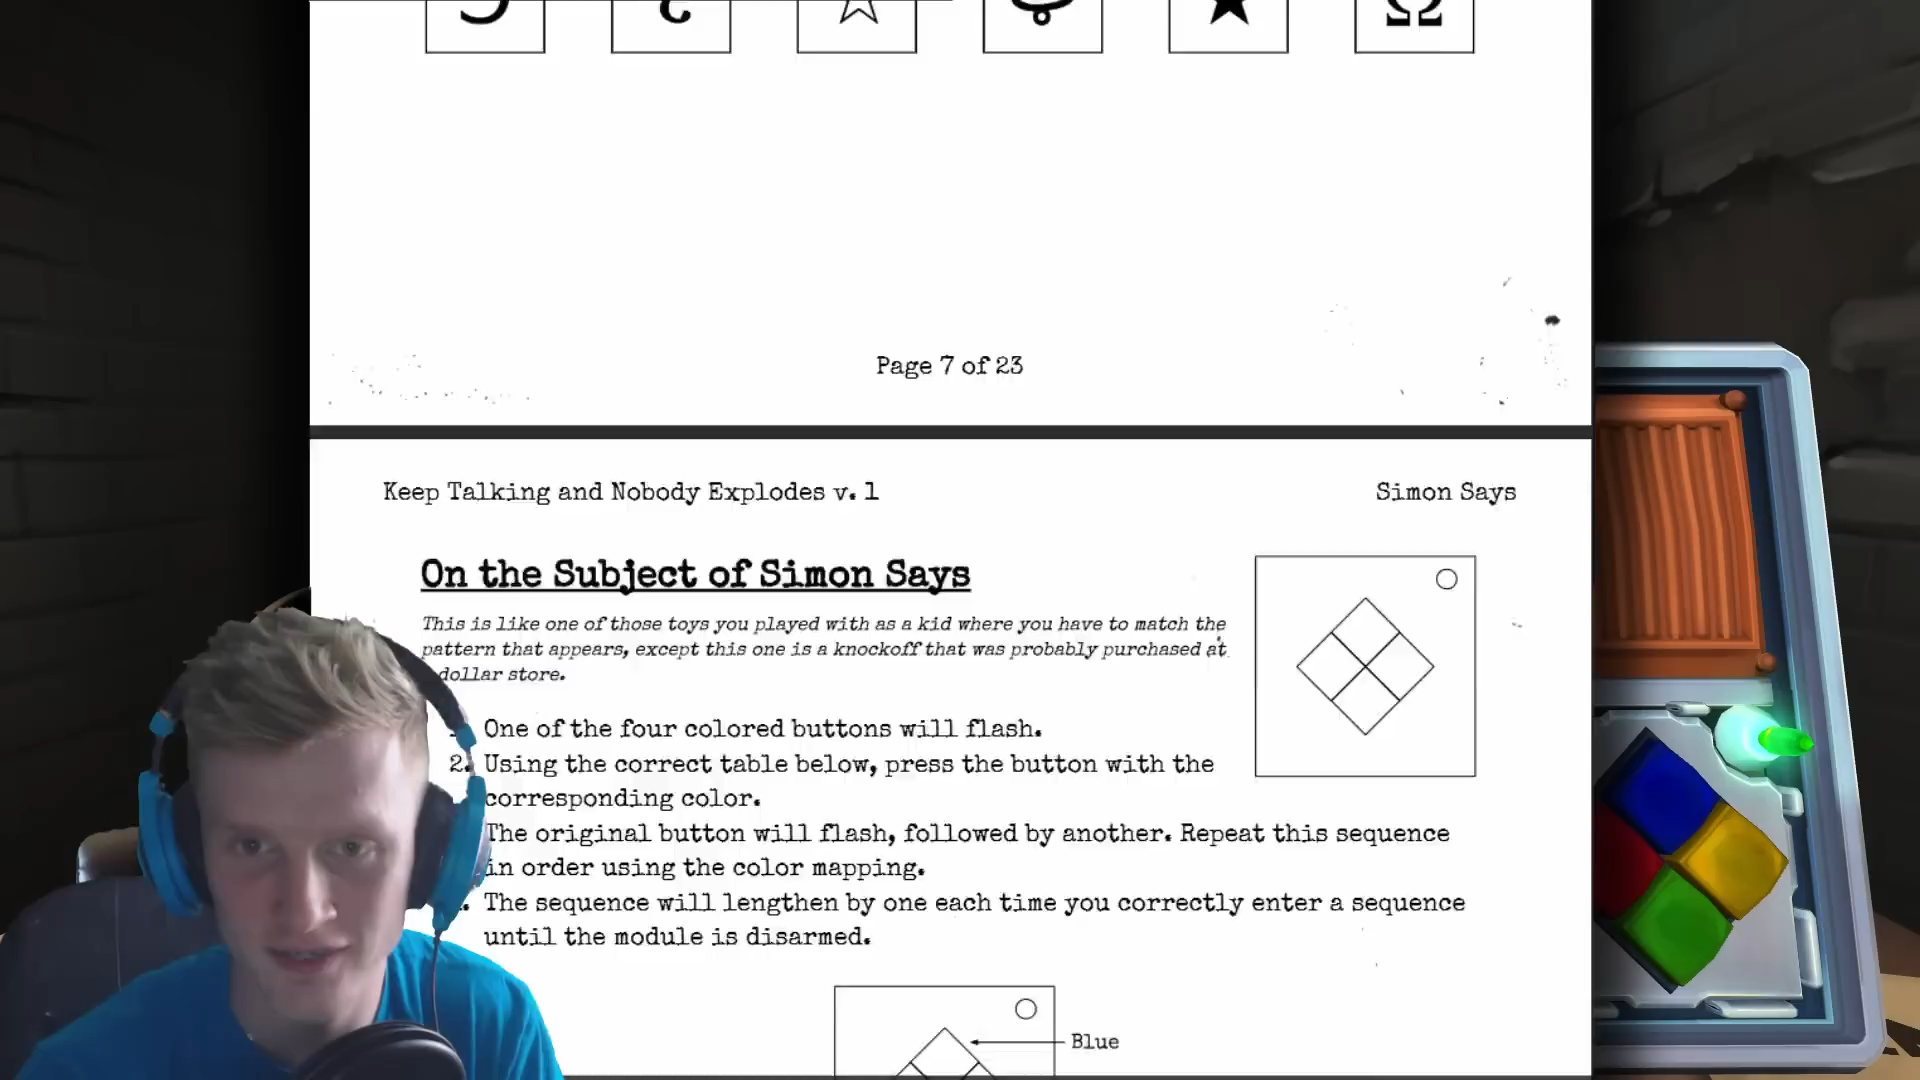 Page 7 of 23
Keep Talking and Nobody Explodes v. 1
Simon Says
On the Subject of Simon Says
This is like one of those toys you played with as a kid where you have to match the
pattern that appears, except this one is a knockoff that was probably purchased at
dollar store.
One of the four colored buttons will flash.
2. Using the correct table below, press the button with the
corresponding color.
The original button will flash, followed by another. Repeat this sequence
in order using the color mapping.
. The sequence will lengthen by one each time you correctly enter a sequence
until the module is disarmed.
Blue